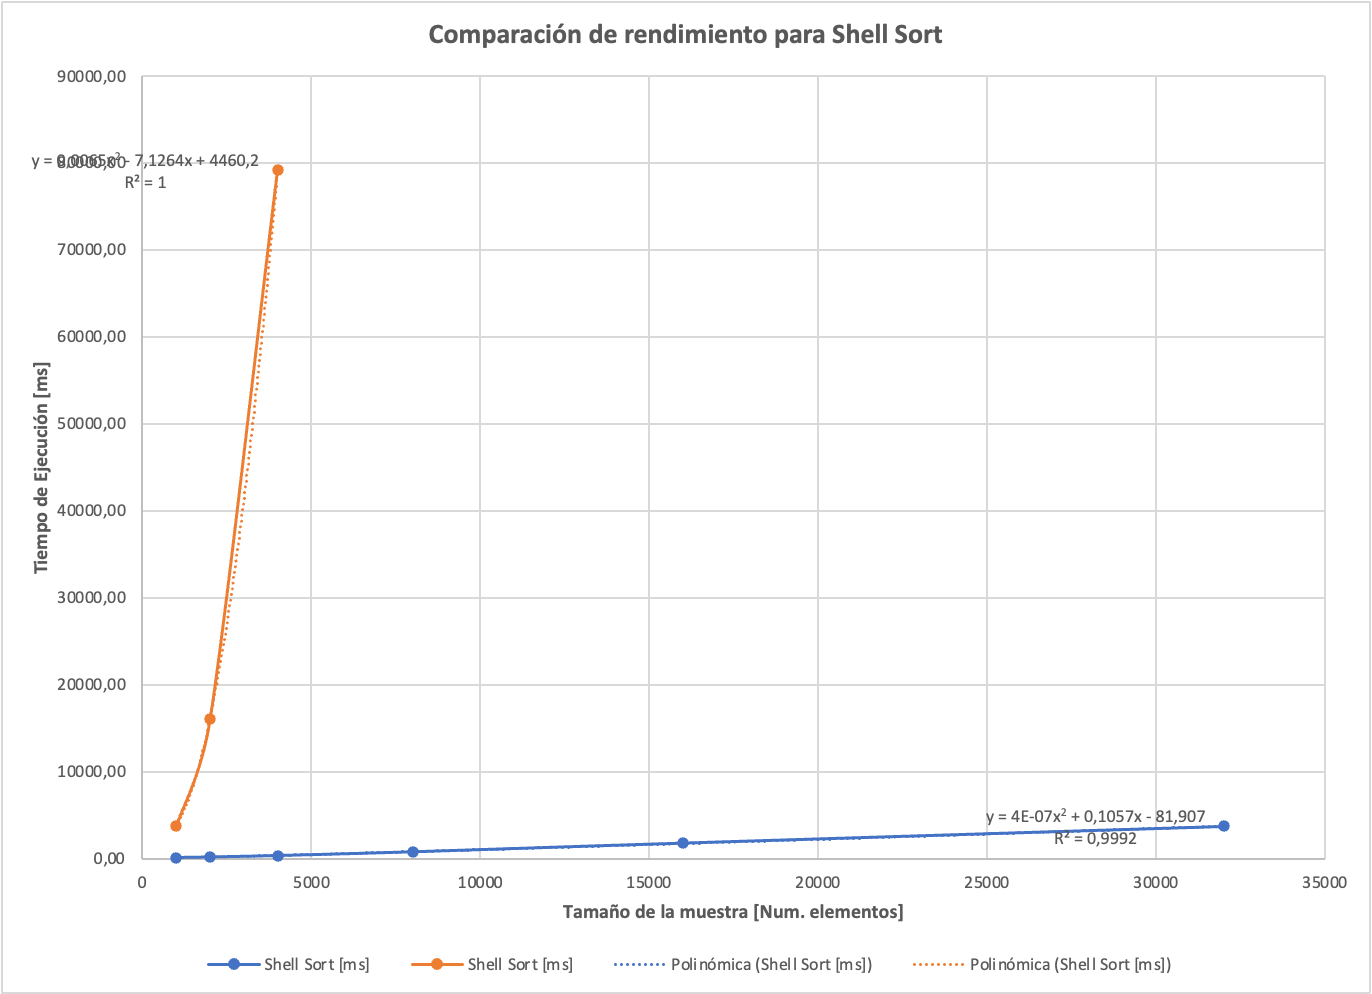 Comparación de rendimiento para Shell Sort
90000,00
80000,00
y = 0,0065x² - 7,1264x + 4460,2
R² = 1
70000,00
60000,00
50000,00
40000,00
30000,00
20000,00
10000,00
0,00
Tiempo de Ejecución [ms]
y = 4E-07x² + 0,1057x - 81,907
R² = 0,9992
0 5000 10000 15000 20000 25000 30000 35000
Tamaño de la muestra [Num. elementos]
Shell Sort [ms] Shell Sort [ms] Polinómica (Shell Sort [ms]) Polinómica (Shell Sort [ms])